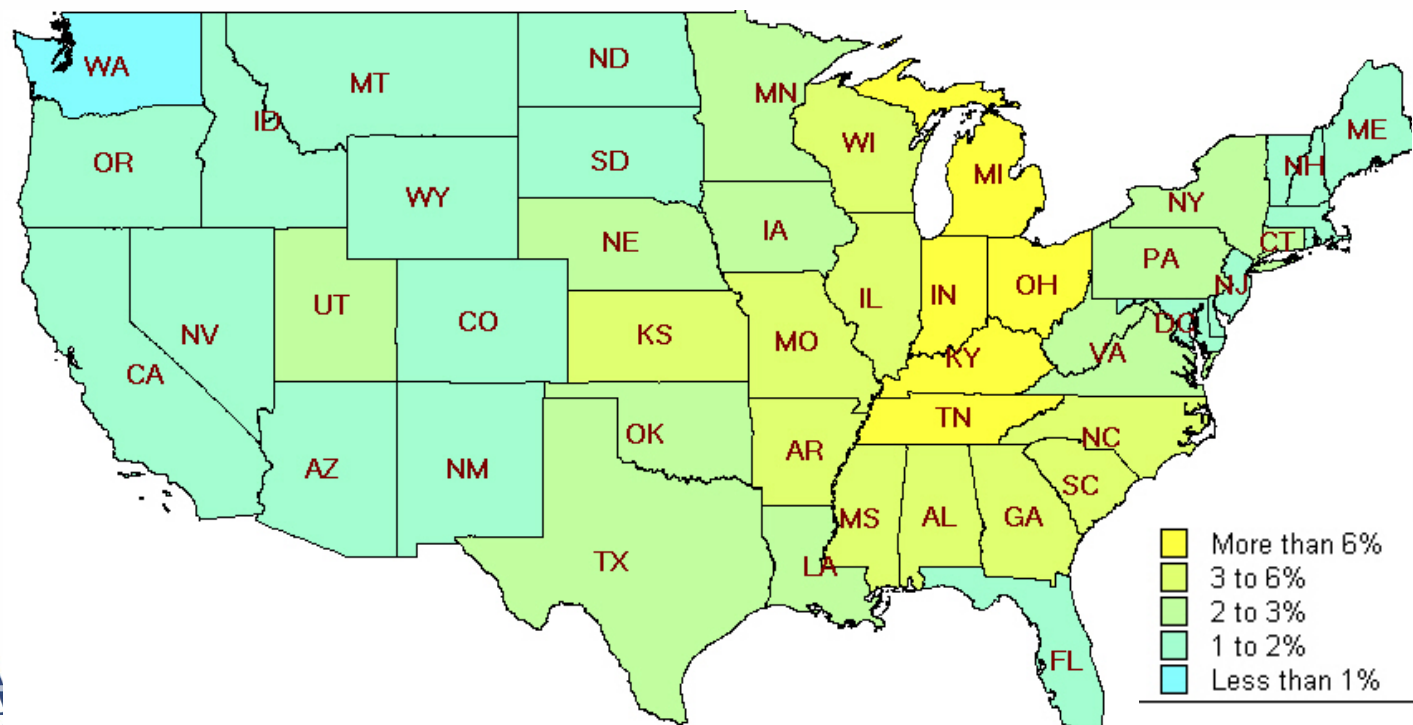 WA
MT
ND
MN
ID
OR
SD
WI
MI
ME
NH
WY
NY
IA
NE
CT
PA
UT
NV
CO
IL
IN
OH
NJ
KS
MO
DC
CA
KY
VA
TN
OK
AZ
NM
AR
NC
SC
MS
AL
GA
TX
LA
FL
More than 6%
3 to 6%
2 to 3%
1 to 2%
Less than 1%